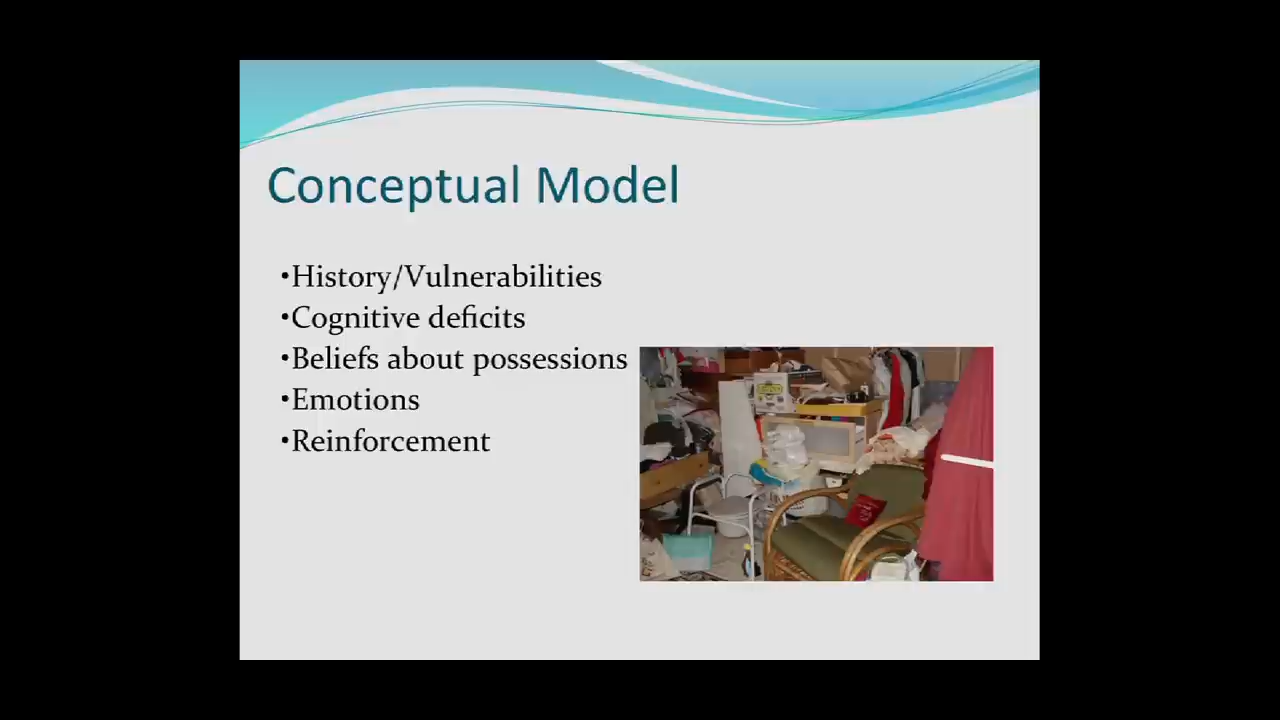 Conceptual Model
•History/Vulnerabilities
•Cognitive deficits
•Beliefs about possessions
•Emotions
•Reinforcement